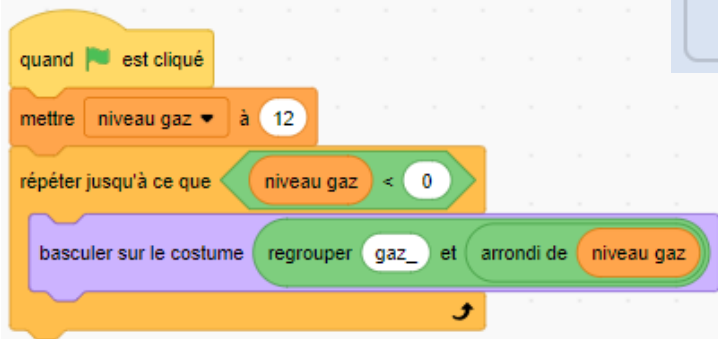 quand est cliqué
mettre niveau gaz à 12
répéter jusqu'à ce que niveau gaz < 0
basculer sur le costume regrouper gaz_ et arrondi de niveau gaz